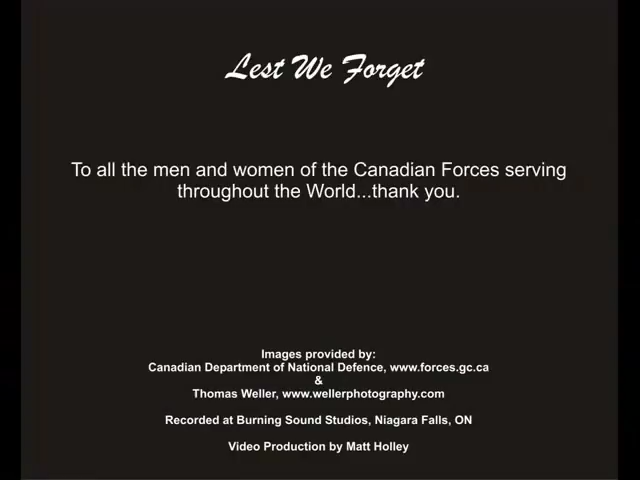 Lest We Forget
To all the men and women of the Canadian Forces serving
throughout the World...thank you.
Images provided by:
Canadian Department of National Defence, www.forces.gc.ca
&
Thomas Weller, www.wellerphotography.com
Recorded at Burning Sound Studios, Niagara Falls, ON
Video Production by Matt Holley